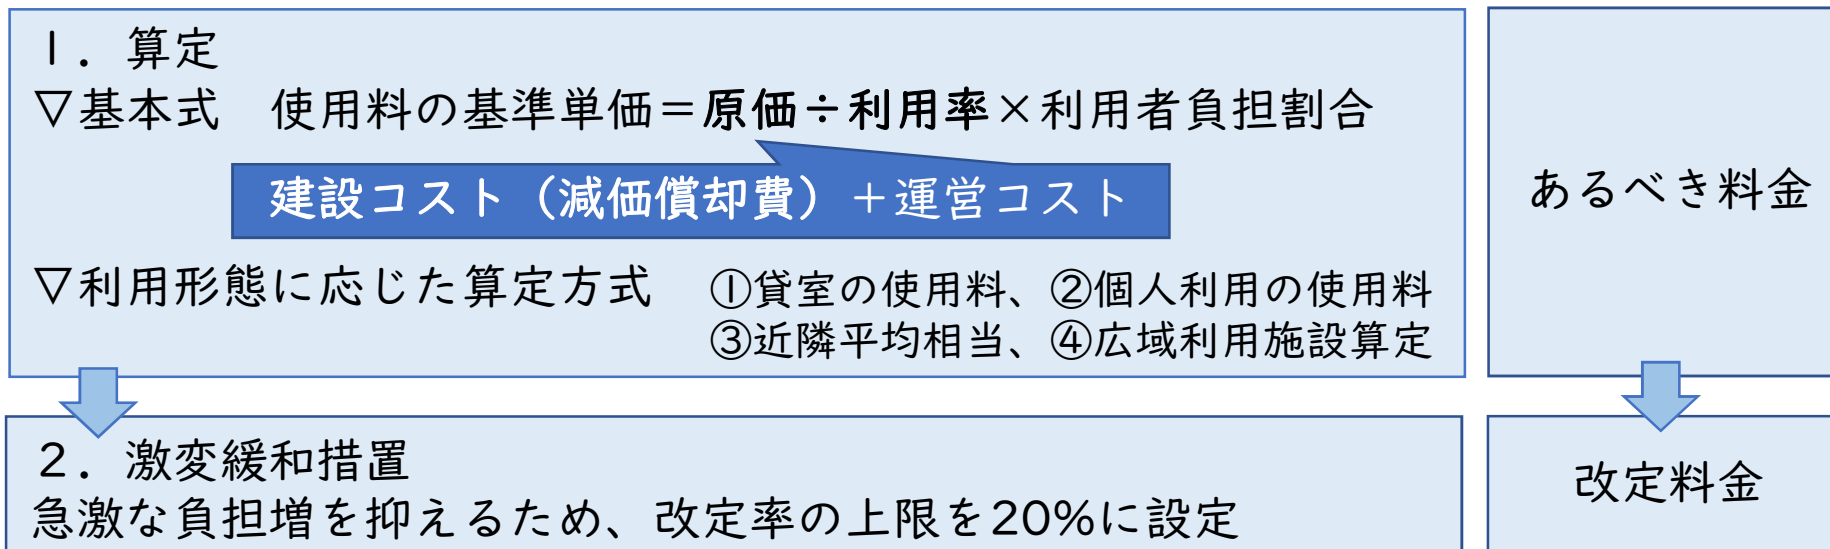 1．算定
▽基本式　使用料の基準単価＝原価÷利用率×利用者負担割合
建設コスト（減価償却費）＋運営コスト
▽利用形態に応じた算定方式　①貸室の使用料、②個人利用の使用料
③近隣平均相当、④広域利用施設算定
あるべき料金
2．激変緩和措置
急激な負担増を抑えるため、改定率の上限を20%に設定
改定料金